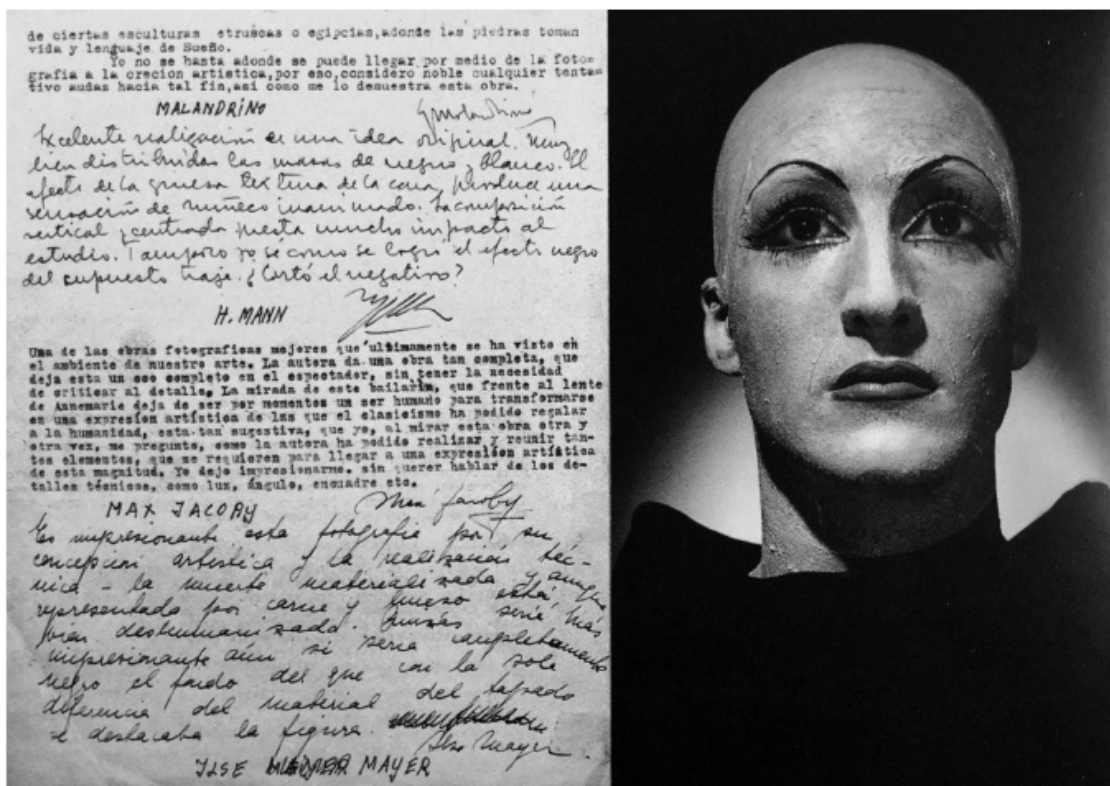 de ciertas esculturas etruscas o egipcias,adonde las piedras toman
vida y lenguaje de Sueño.
Yo no se hasta adonde se puede llegar por medio de la foto=
grafia a la crecion artistica,por eso,considero noble cualquier tenta=
tivo audaz hacia tal fin,asi como me lo demuestra esta obra.
MALANDRINO
Excelente realización de una idea original. Muy
bien distribuidas las masas de negro y blanco. El
efecto de la gruesa textura de la cara, produce una
sensación de muñeco inanimado. La composición
vertical y centrada presta mucho impacto al
estudio. Tampoco yo sé como se logró el efecto negro
del supuesto traje. ¿Cortó el negativo?
H. MANN
Una de las obras fotograficas mejores que ultimamente se ha visto en
el ambiente de nuestro arte. La autora da una obra tan completa, que
deja esta un eco completo en el espectador, sin tener la necesidad
de criticar al detalle. La mirada de este bailarin, que frente al lente
de Annemarie deja de ser por momentos un ser humano para transformarse
en una expresión artística de las que el clasicismo ha podido regalar
a la humanidad, esta tan sugestiva, que yo, al mirar esta obra otra y
otra vez, me pregunto, como la autora ha podido realizar y reunir tan-
tos elementos, que se requieren para llegar a una expresión artística
de esta magnitud. Yo dejo impresionarme. sin querer hablar de los de-
talles técnicos, como luz, ángulo, encuadre etc.
MAX JACOBY
Max Jacoby
Es impresionante esta fotografia por su
concepción artistica y la realización téc-
nica - la muerte materializada y aunque
representada por carne y hueso está más
bien deshumanizada. Quizás sería
impresionante aún si seria completamente
negro el fondo del que con la sola
diferencia del material del tapado
se destacaba la figura.
Ilse Mayer.
ILSE MAYER